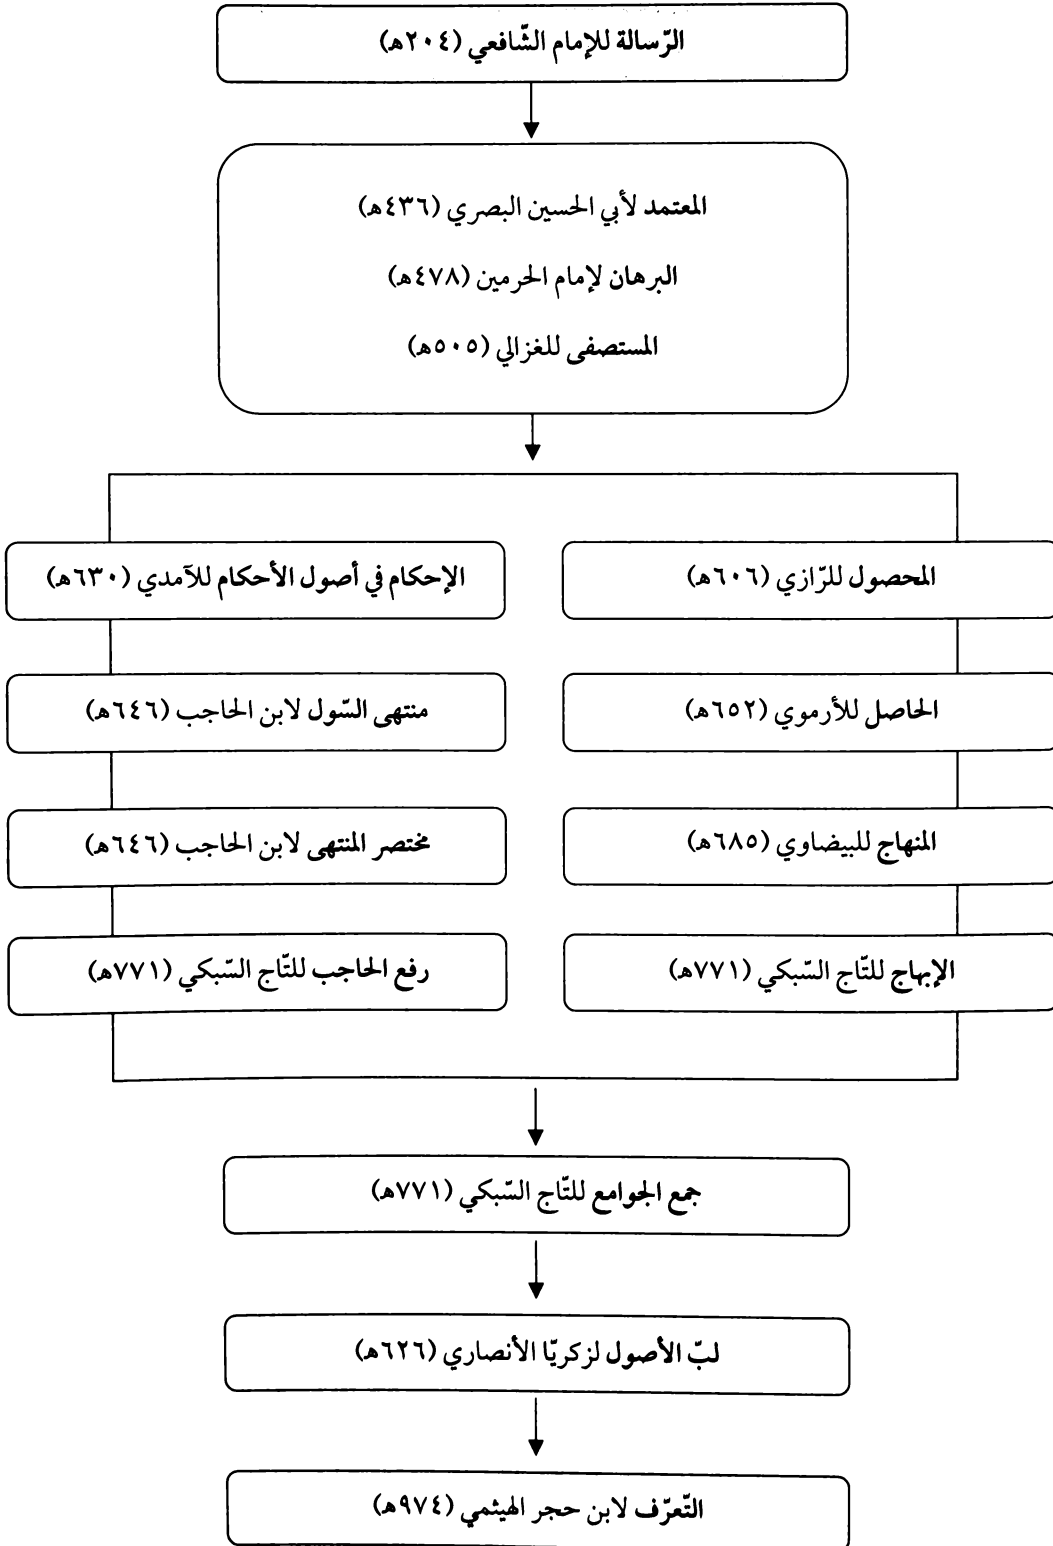 الرّسالة للإمام الشّافعي (٢٠٤هـ)
المعتمد لأبي الحسين البصري (٤٣٦هـ)
البرهان لإمام الحرمين (٤٧٨هـ)
المستصفى للغزالي (٥٠٥هـ)
المحصول للرّازي (٦٠٦هـ)
الإحكام في أصول الأحكام للآمدي (٦٣٠هـ)
الحاصل للأرموي (٦٥٢هـ)
منتهى السّول لابن الحاجب (٦٤٦هـ)
المنهاج للبيضاوي (٦٨٥هـ)
مختصر المنتهى لابن الحاجب (٦٤٦هـ)
الإبهاج للتّاج السّبكي (٧٧١هـ)
رفع الحاجب للتّاج السّبكي (٧٧١هـ)
جمع الجوامع للتّاج السّبكي (٧٧١هـ)
لبّ الأصول لزكريّا الأنصاري (٦٢٦هـ)
التّعرّف لابن حجر الهيثمي (٩٧٤هـ)